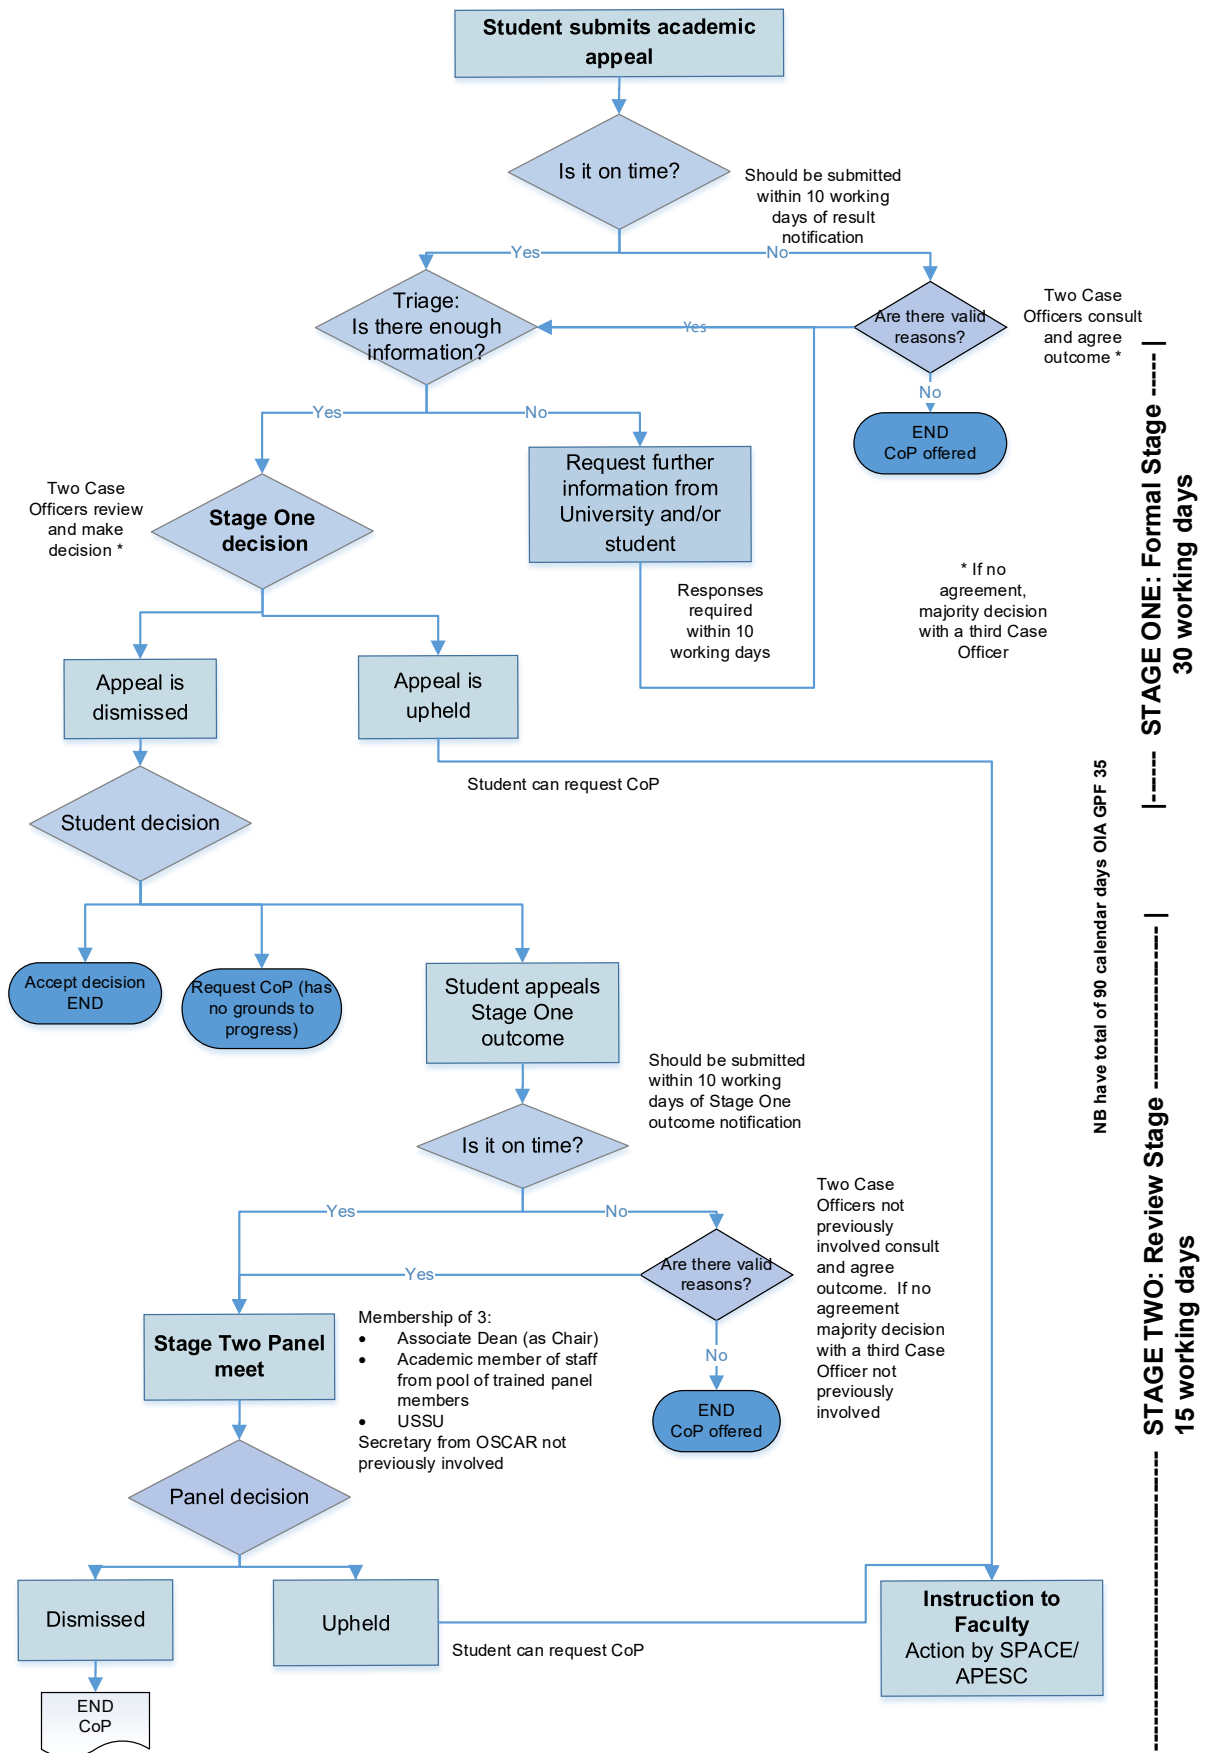 Student submits academic
appeal
Is it on time?
Should be submitted
within 10 working
days of result
notification
Yes
No
Triage:
Is there enough
information?
Yes
Are there valid
reasons?
Two Case
Officers consult
and agree
outcome *
No
END
CoP offered
Yes
No
Request further
information from
University and/or
student
Two Case
Officers review
and make
decision *
Stage One
decision
Responses
required
within 10
working days
* If no
agreement,
majority decision
with a third Case
Officer
Appeal is
dismissed
Appeal is
upheld
Student can request CoP
Student decision
Accept decision
END
Request CoP (has
no grounds to
progress)
Student appeals
Stage One
outcome
Should be submitted
within 10 working
days of Stage One
outcome notification
Is it on time?
Yes
No
Are there valid
reasons?
Yes
Two Case
Officers not
previously
involved consult
and agree
outcome. If no
agreement
majority decision
with a third Case
Officer not
previously
involved
No
END
CoP offered
Stage Two Panel
meet
Membership of 3:
• Associate Dean (as Chair)
• Academic member of staff
from pool of trained panel
members
• USSU
Secretary from OSCAR not
previously involved
Panel decision
Dismissed
Upheld
Student can request CoP
Instruction to
Faculty
Action by SPACE/
APESC
END
CoP
|------ STAGE ONE: Formal Stage ------|
30 working days
NB have total of 90 calendar days OIA GPF 35
STAGE TWO: Review Stage ------------------|
15 working days